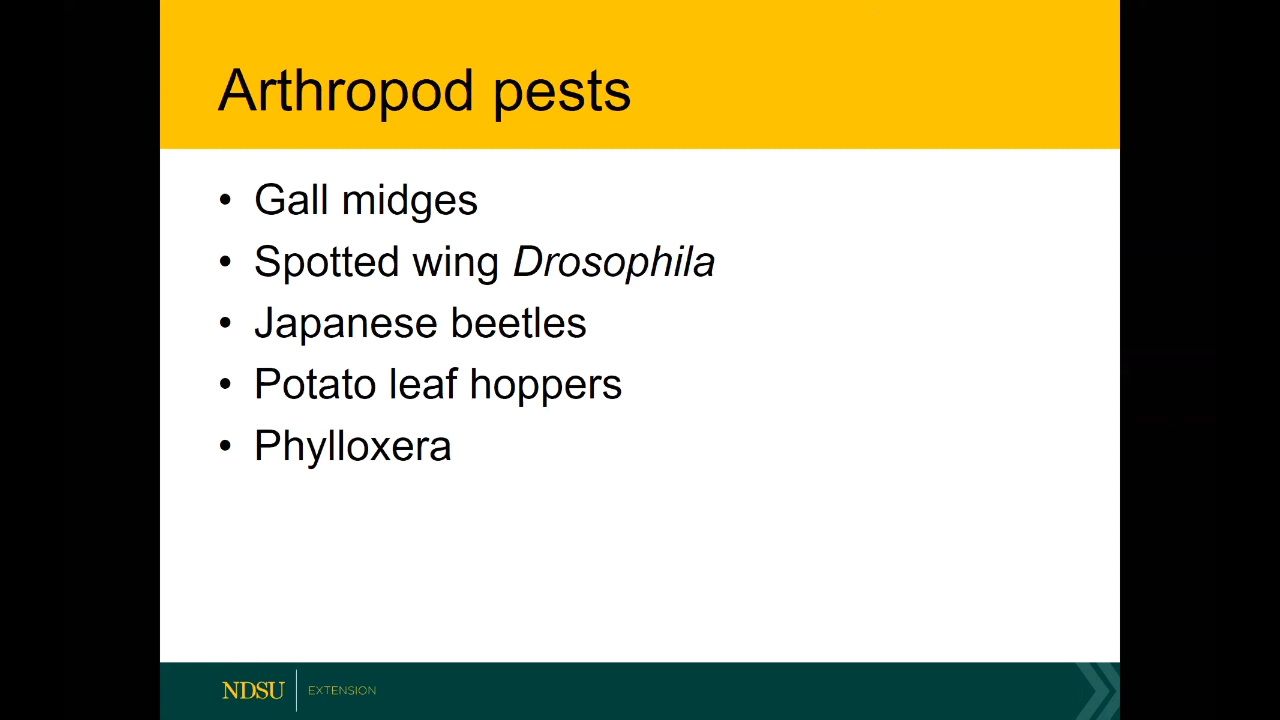 Arthropod pests
• Gall midges
• Spotted wing Drosophila
• Japanese beetles
• Potato leaf hoppers
• Phylloxera
NDSU EXTENSION